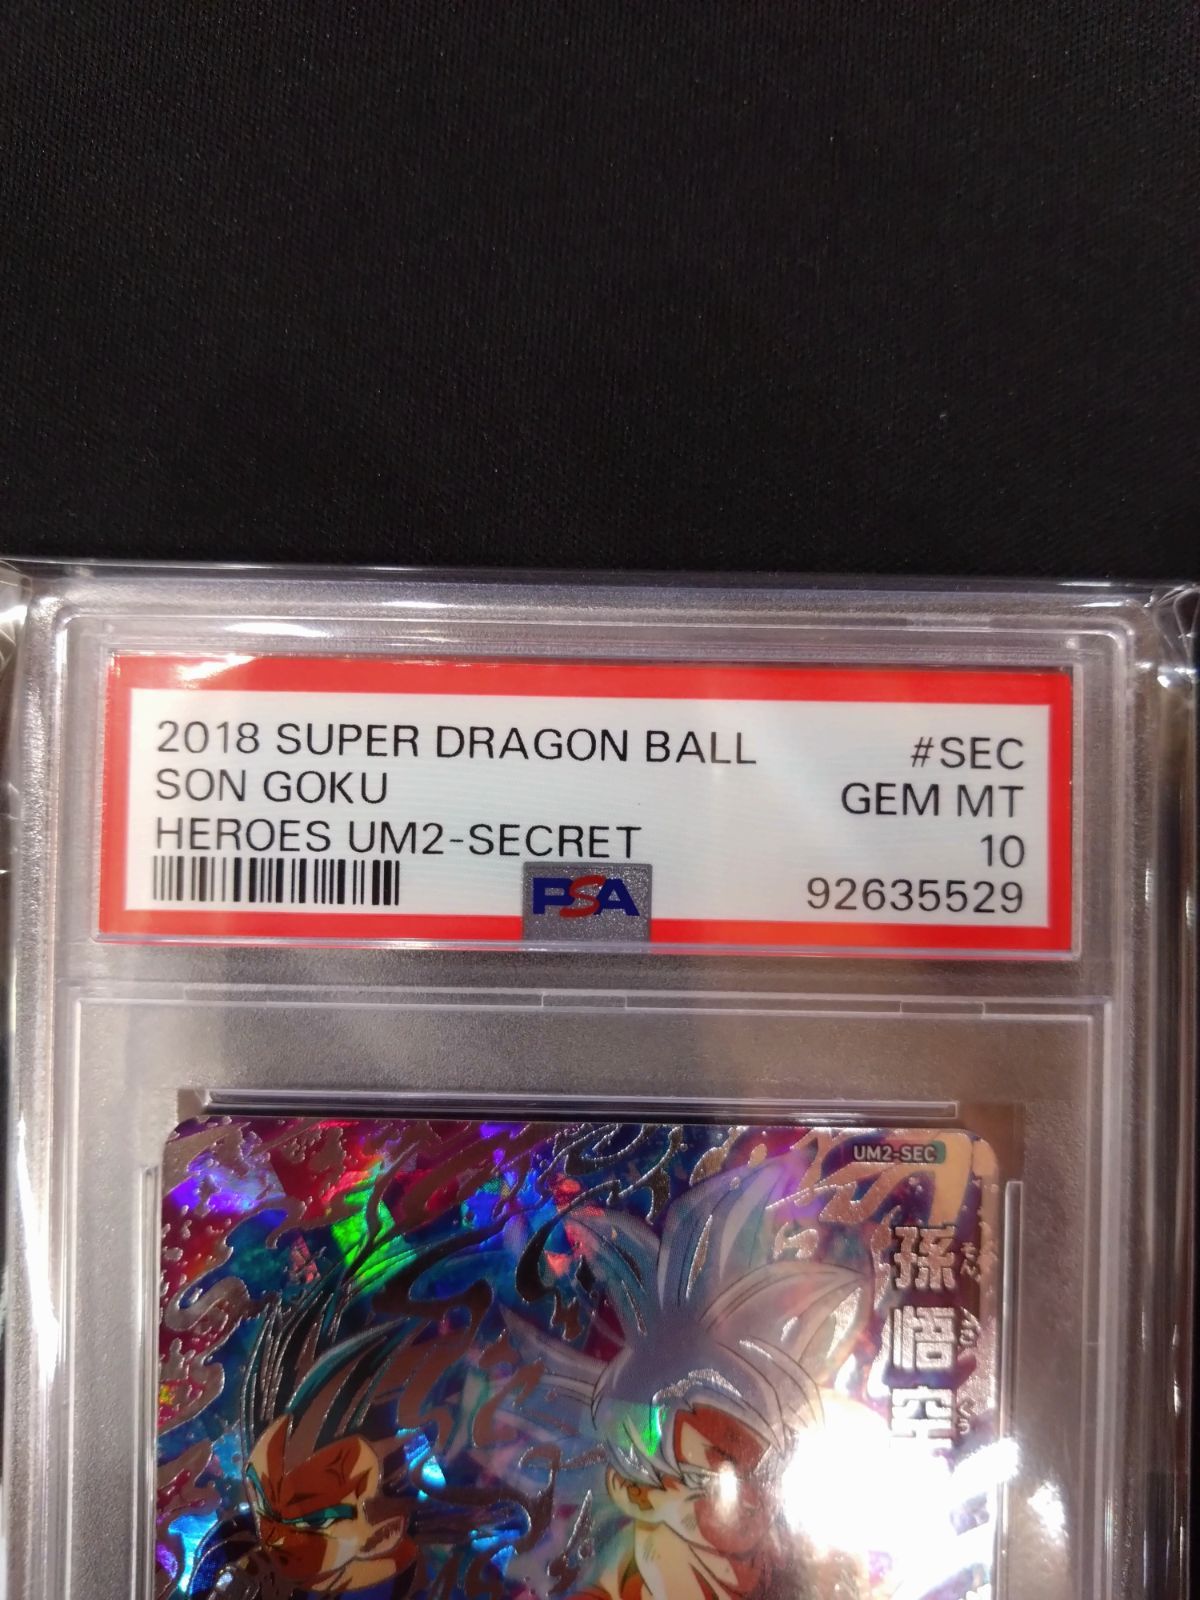 2018 SUPER DRAGON BALL #SEC
SON GOKU GEM MT
HEROES UM2-SECRET 10
PSA 92635529
UM2-SEC
孫悟空